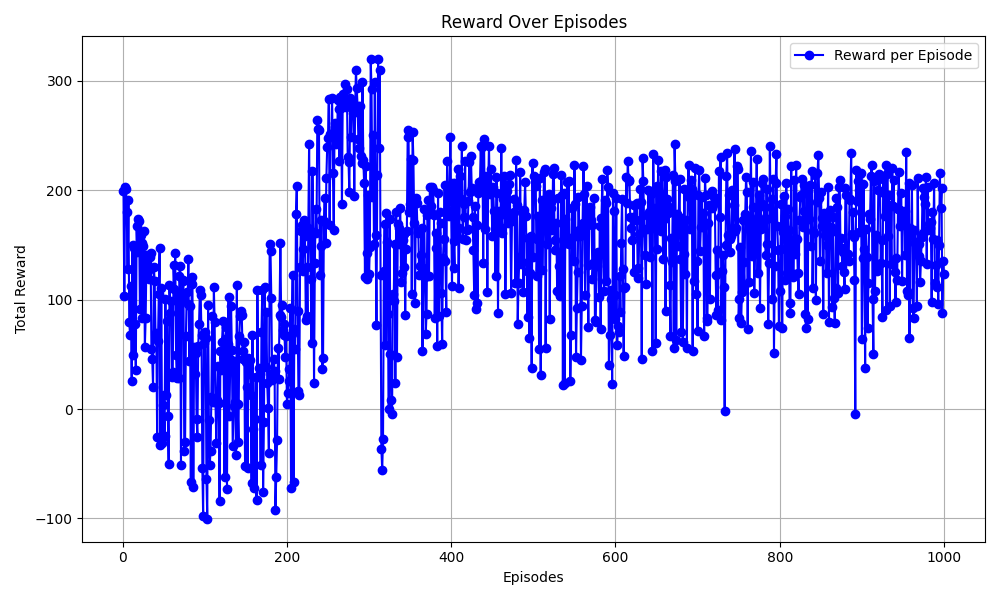 Reward Over Episodes
Reward per Episode
Total Reward
300
200
100
0
−100
0 200 400 600 800 1000
Episodes